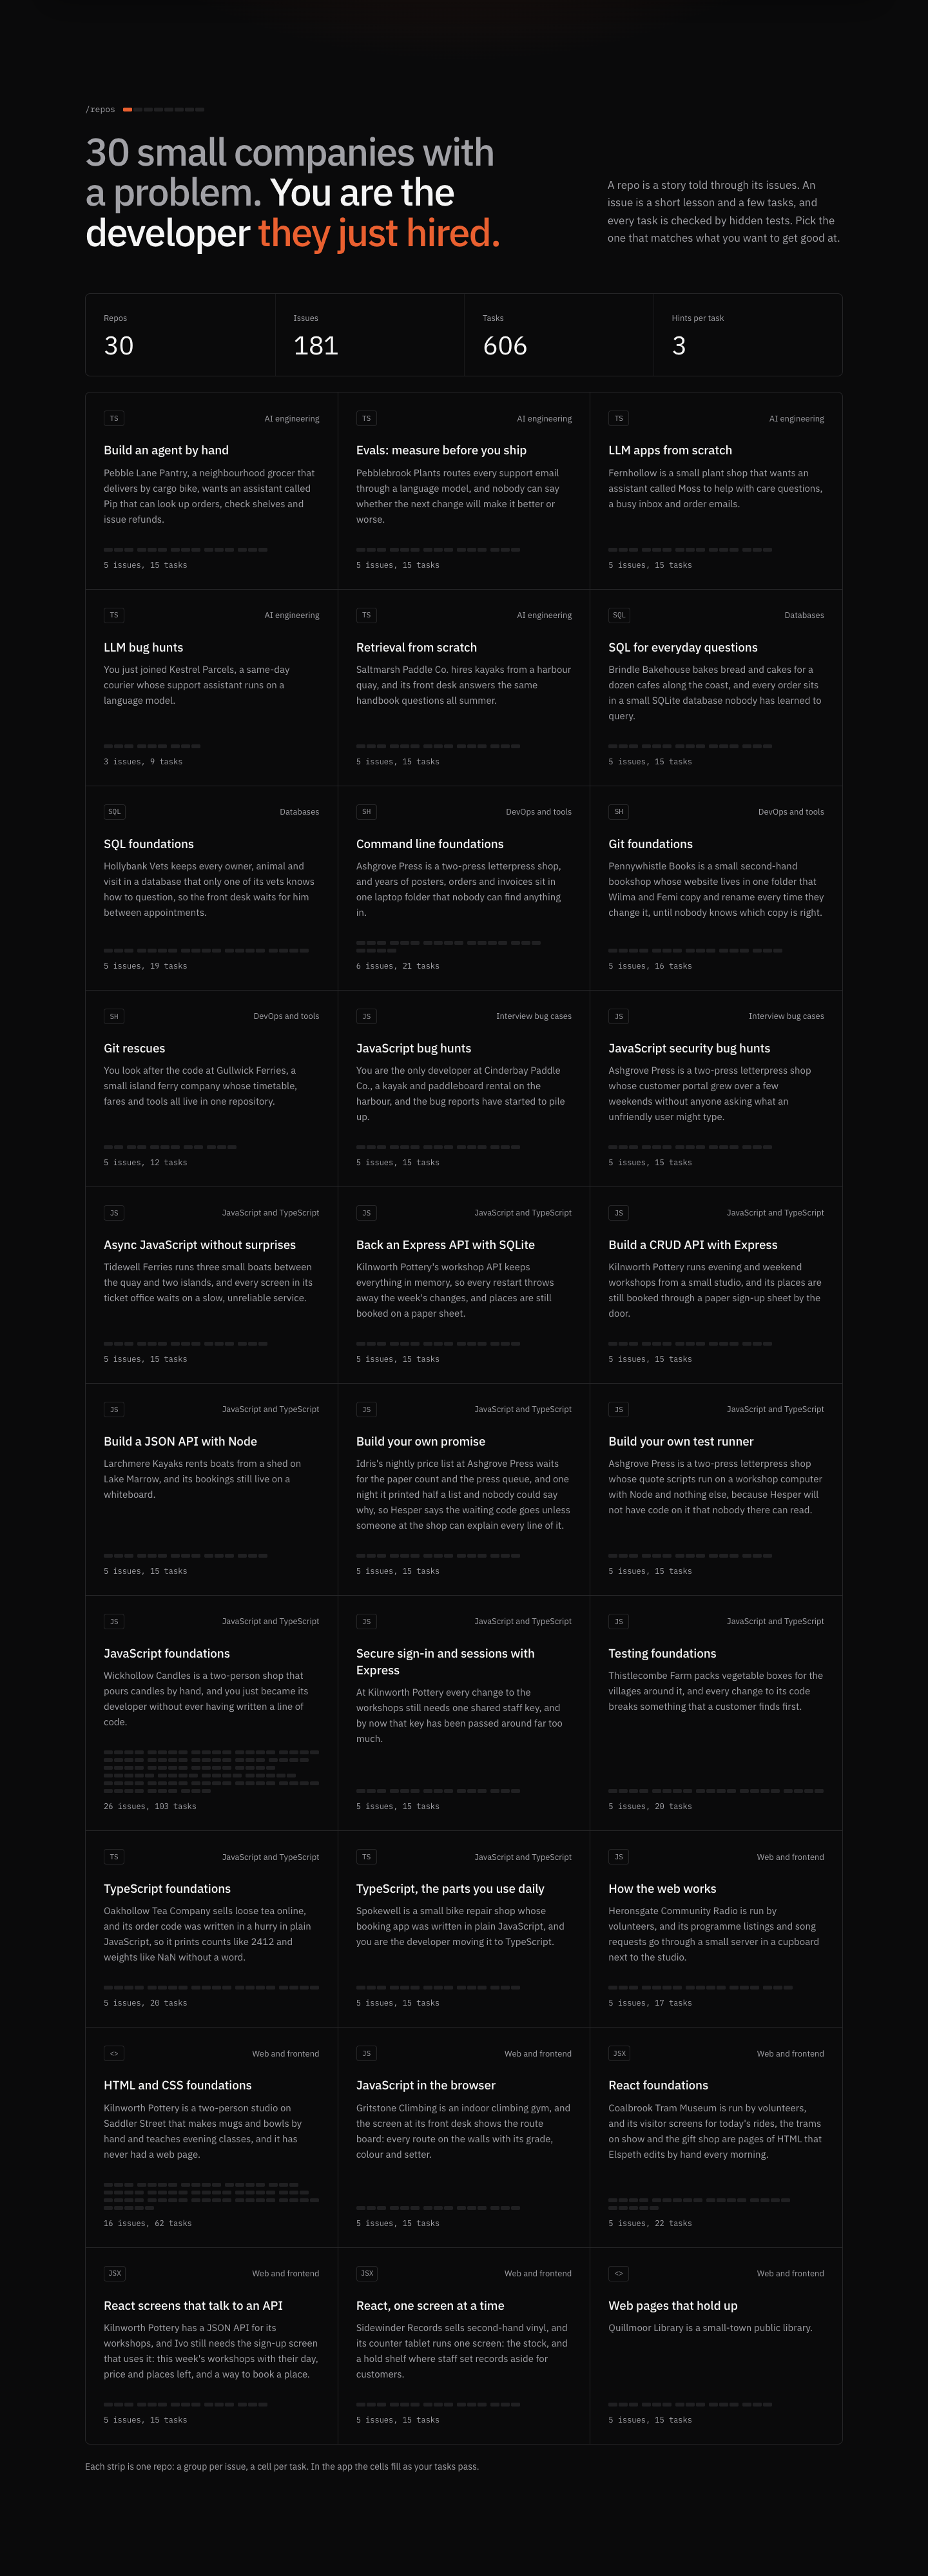 /repos
30 small companies with
a problem. You are the
developer they just hired.
A repo is a story told through its issues. An
issue is a short lesson and a few tasks, and
every task is checked by hidden tests. Pick the
one that matches what you want to get good at.
Repos
30
Issues
181
Tasks
606
Hints per task
3
TS
AI engineering
Build an agent by hand
Pebble Lane Pantry, a neighbourhood grocer that
delivers by cargo bike, wants an assistant called
Pip that can look up orders, check shelves and
issue refunds.
5 issues, 15 tasks
TS
AI engineering
Evals: measure before you ship
Pebblebrook Plants routes every support email
through a language model, and nobody can say
whether the next change will make it better or
worse.
5 issues, 15 tasks
TS
AI engineering
LLM apps from scratch
Fernhollow is a small plant shop that wants an
assistant called Moss to help with care questions,
a busy inbox and order emails.
5 issues, 15 tasks
TS
AI engineering
LLM bug hunts
You just joined Kestrel Parcels, a same-day
courier whose support assistant runs on a
language model.
3 issues, 9 tasks
TS
AI engineering
Retrieval from scratch
Saltmarsh Paddle Co. hires kayaks from a harbour
quay, and its front desk answers the same
handbook questions all summer.
5 issues, 15 tasks
SQL
Databases
SQL for everyday questions
Brindle Bakehouse bakes bread and cakes for a
dozen cafes along the coast, and every order sits
in a small SQLite database nobody has learned to
query.
5 issues, 15 tasks
SQL
Databases
SQL foundations
Hollybank Vets keeps every owner, animal and
visit in a database that only one of its vets knows
how to question, so the front desk waits for him
between appointments.
5 issues, 19 tasks
SH
DevOps and tools
Command line foundations
Ashgrove Press is a two-press letterpress shop,
and years of posters, orders and invoices sit in
one laptop folder that nobody can find anything
in.
6 issues, 21 tasks
SH
DevOps and tools
Git foundations
Pennywhistle Books is a small second-hand
bookshop whose website lives in one folder that
Wilma and Femi copy and rename every time they
change it, until nobody knows which copy is right.
5 issues, 16 tasks
SH
DevOps and tools
Git rescues
You look after the code at Gullwick Ferries, a
small island ferry company whose timetable,
fares and tools all live in one repository.
5 issues, 12 tasks
JS
Interview bug cases
JavaScript bug hunts
You are the only developer at Cinderbay Paddle
Co., a kayak and paddleboard rental on the
harbour, and the bug reports have started to pile
up.
5 issues, 15 tasks
JS
Interview bug cases
JavaScript security bug hunts
Ashgrove Press is a two-press letterpress shop
whose customer portal grew over a few
weekends without anyone asking what an
unfriendly user might type.
5 issues, 15 tasks
JS
JavaScript and TypeScript
Async JavaScript without surprises
Tidewell Ferries runs three small boats between
the quay and two islands, and every screen in its
ticket office waits on a slow, unreliable service.
5 issues, 15 tasks
JS
JavaScript and TypeScript
Back an Express API with SQLite
Kilnworth Pottery's workshop API keeps
everything in memory, so every restart throws
away the week's changes, and places are still
booked on a paper sheet.
5 issues, 15 tasks
JS
JavaScript and TypeScript
Build a CRUD API with Express
Kilnworth Pottery runs evening and weekend
workshops from a small studio, and its places are
still booked through a paper sign-up sheet by the
door.
5 issues, 15 tasks
JS
JavaScript and TypeScript
Build a JSON API with Node
Larchmere Kayaks rents boats from a shed on
Lake Marrow, and its bookings still live on a
whiteboard.
5 issues, 15 tasks
JS
JavaScript and TypeScript
Build your own promise
Idris's nightly price list at Ashgrove Press waits
for the paper count and the press queue, and one
night it printed half a list and nobody could say
why, so Hesper says the waiting code goes unless
someone at the shop can explain every line of it.
5 issues, 15 tasks
JS
JavaScript and TypeScript
Build your own test runner
Ashgrove Press is a two-press letterpress shop
whose quote scripts run on a workshop computer
with Node and nothing else, because Hesper will
not have code on it that nobody there can read.
5 issues, 15 tasks
JS
JavaScript and TypeScript
JavaScript foundations
Wickhollow Candles is a two-person shop that
pours candles by hand, and you just became its
developer without ever having written a line of
code.
26 issues, 103 tasks
JS
JavaScript and TypeScript
Secure sign-in and sessions with
Express
At Kilnworth Pottery every change to the
workshops still needs one shared staff key, and
by now that key has been passed around far too
much.
5 issues, 15 tasks
JS
JavaScript and TypeScript
Testing foundations
Thistlecombe Farm packs vegetable boxes for the
villages around it, and every change to its code
breaks something that a customer finds first.
5 issues, 20 tasks
TS
JavaScript and TypeScript
TypeScript foundations
Oakhollow Tea Company sells loose tea online,
and its order code was written in a hurry in plain
JavaScript, so it prints counts like 2412 and
weights like NaN without a word.
5 issues, 20 tasks
TS
JavaScript and TypeScript
TypeScript, the parts you use daily
Spokewell is a small bike repair shop whose
booking app was written in plain JavaScript, and
you are the developer moving it to TypeScript.
5 issues, 15 tasks
JS
Web and frontend
How the web works
Heronsgate Community Radio is run by
volunteers, and its programme listings and song
requests go through a small server in a cupboard
next to the studio.
5 issues, 17 tasks
<>
Web and frontend
HTML and CSS foundations
Kilnworth Pottery is a two-person studio on
Saddler Street that makes mugs and bowls by
hand and teaches evening classes, and it has
never had a web page.
16 issues, 62 tasks
JS
Web and frontend
JavaScript in the browser
Gritstone Climbing is an indoor climbing gym, and
the screen at its front desk shows the route
board: every route on the walls with its grade,
colour and setter.
5 issues, 15 tasks
JSX
Web and frontend
React foundations
Coalbrook Tram Museum is run by volunteers,
and its visitor screens for today's rides, the trams
on show and the gift shop are pages of HTML that
Elspeth edits by hand every morning.
5 issues, 22 tasks
JSX
Web and frontend
React screens that talk to an API
Kilnworth Pottery has a JSON API for its
workshops, and Ivo still needs the sign-up screen
that uses it: this week's workshops with their day,
price and places left, and a way to book a place.
5 issues, 15 tasks
JSX
Web and frontend
React, one screen at a time
Sidewinder Records sells second-hand vinyl, and
its counter tablet runs one screen: the stock, and
a hold shelf where staff set records aside for
customers.
5 issues, 15 tasks
<>
Web and frontend
Web pages that hold up
Quillmoor Library is a small-town public library.
5 issues, 15 tasks
Each strip is one repo: a group per issue, a cell per task. In the app the cells fill as your tasks pass.